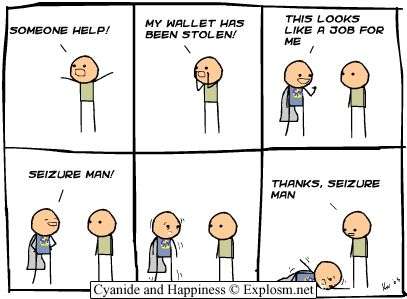 SOMEONE HELP!
MY WALLET HAS
BEEN STOLEN!
THIS LOOKS
LIKE A JOB FOR
ME
SEIZURE MAN!
THANKS, SEIZURE
MAN
Cyanide and Happiness © Explosm.net